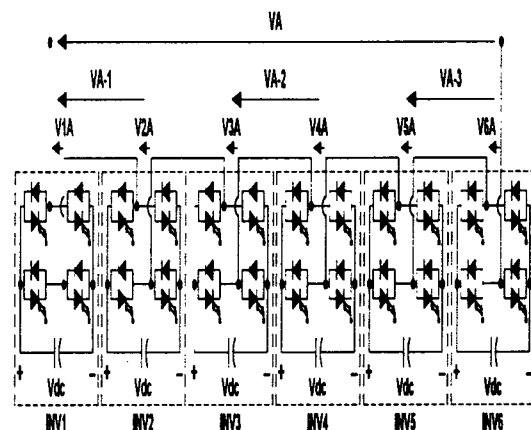 VA
VA-1 VA-2 VA-3
V1A V2A V3A V4A V5A V6A
+ Vdc - + Vdc - + Vdc - + Vdc - + Vdc - + Vdc -
INV1 INV2 INV3 INV4 INV5 INV6